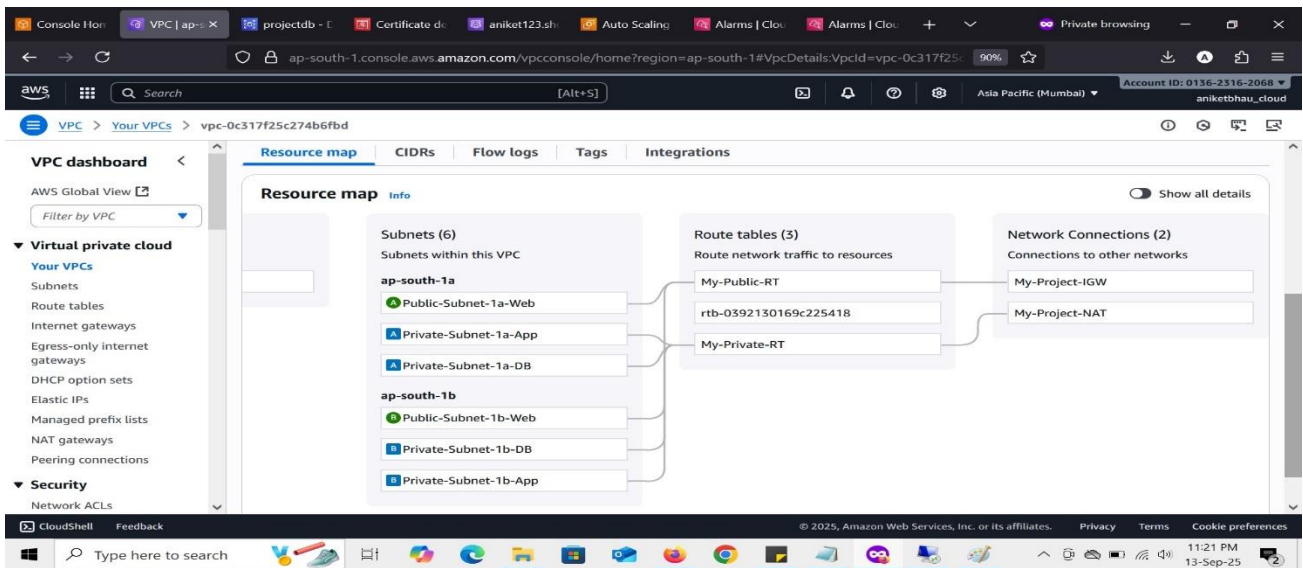 Console Hom
VPC | ap-s
projectdb - D
Certificate de
aniket123.sh
Auto Scaling
Alarms | Clou
Alarms | Clou
Private browsing
ap-south-1.console.aws.amazon.com/vpcconsole/home?region=ap-south-1#VpcDetails:VpcId=vpc-0c317f25c
90%
aws
Search
[Alt+S]
Asia Pacific (Mumbai)
Account ID: 0136-2316-2068
aniketbhau_cloud
VPC > Your VPCs > vpc-0c317f25c274b6fbd
VPC dashboard
AWS Global View
Filter by VPC
Virtual private cloud
Your VPCs
Subnets
Route tables
Internet gateways
Egress-only internet
gateways
DHCP option sets
Elastic IPs
Managed prefix lists
NAT gateways
Peering connections
Security
Network ACLs
Resource map
CIDRs
Flow logs
Tags
Integrations
Resource map Info
Show all details
Subnets (6)
Subnets within this VPC
ap-south-1a
A Public-Subnet-1a-Web
A Private-Subnet-1a-App
A Private-Subnet-1a-DB
ap-south-1b
B Public-Subnet-1b-Web
B Private-Subnet-1b-DB
B Private-Subnet-1b-App
Route tables (3)
Route network traffic to resources
My-Public-RT
rtb-0392130169c225418
My-Private-RT
Network Connections (2)
Connections to other networks
My-Project-IGW
My-Project-NAT
CloudShell
Feedback
© 2025, Amazon Web Services, Inc. or its affiliates.
Privacy
Terms
Cookie preferences
Type here to search
11:21 PM
13-Sep-25
2